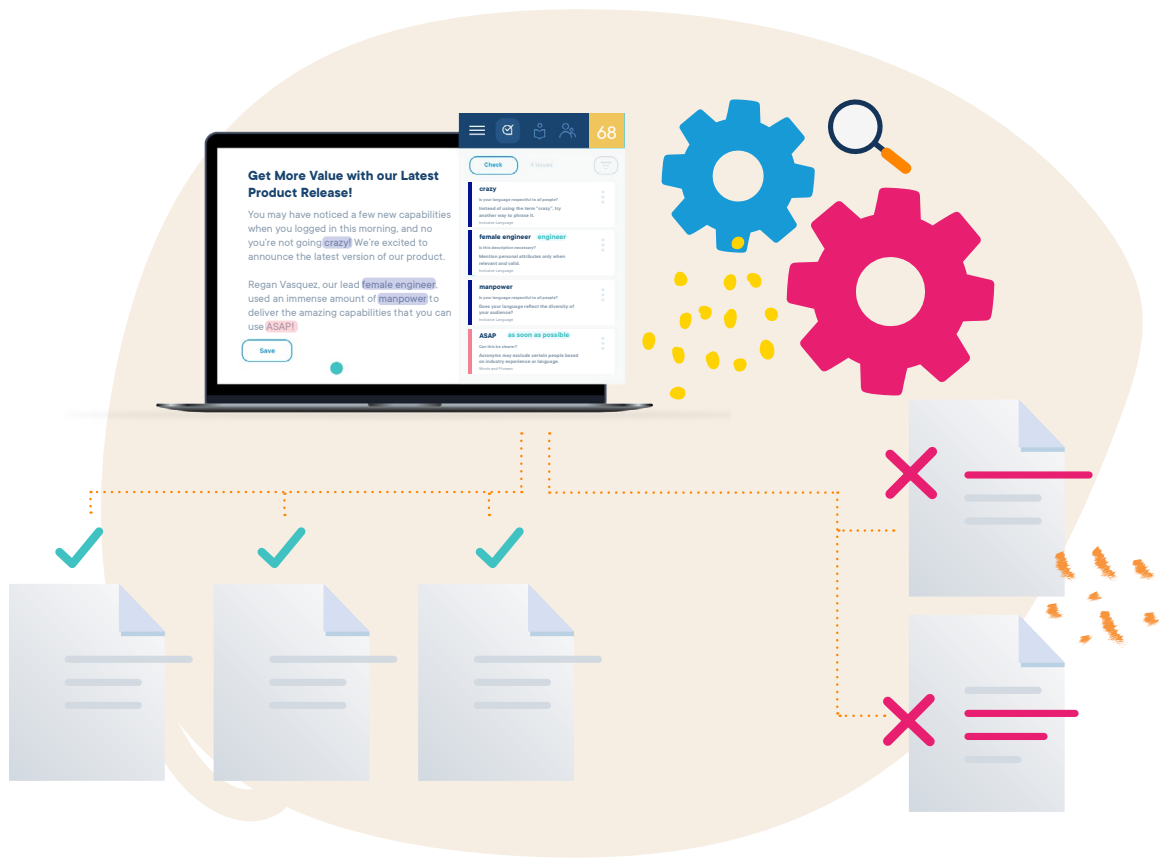 68
Get More Value with our Latest
Product Release!
You may have noticed a few new capabilities
when you logged in this morning, and no
you're not going crazy! We're excited to
announce the latest version of our product.
Regan Vasquez, our lead female engineer,
used an immense amount of manpower to
deliver the amazing capabilities that you can
use ASAP!
Save
Check 4 issues
crazy
Is your language respectful to all people?
Instead of using the term "crazy", try
another way to phrase it.
Inclusive Language
female engineer engineer
Is this description necessary?
Mention personal attributes only when
relevant and valid.
Inclusive Language
manpower
Is your language respectful to all people?
Does your language reflect the diversity of
your audience?
Inclusive Language
ASAP as soon as possible
Can this be clearer?
Acronyms may exclude certain people based
on industry experience or language.
Words and Phrases